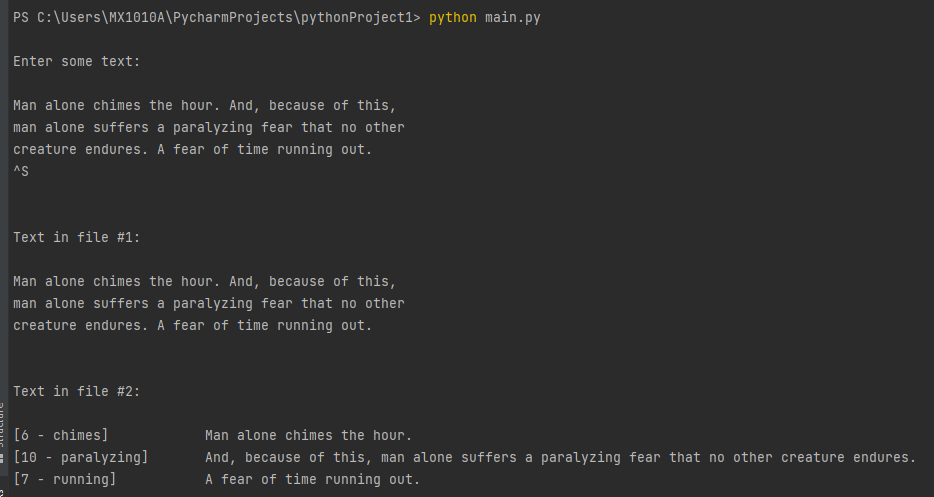 PS C:\Users\MX1010A\PycharmProjects\pythonProject1> python main.py
Enter some text:
Man alone chimes the hour. And, because of this,
man alone suffers a paralyzing fear that no other
creature endures. A fear of time running out.
^S
Text in file #1:
Man alone chimes the hour. And, because of this,
man alone suffers a paralyzing fear that no other
creature endures. A fear of time running out.
Text in file #2:
[6 - chimes] Man alone chimes the hour.
[10 - paralyzing] And, because of this, man alone suffers a paralyzing fear that no other creature endures.
[7 - running] A fear of time running out.